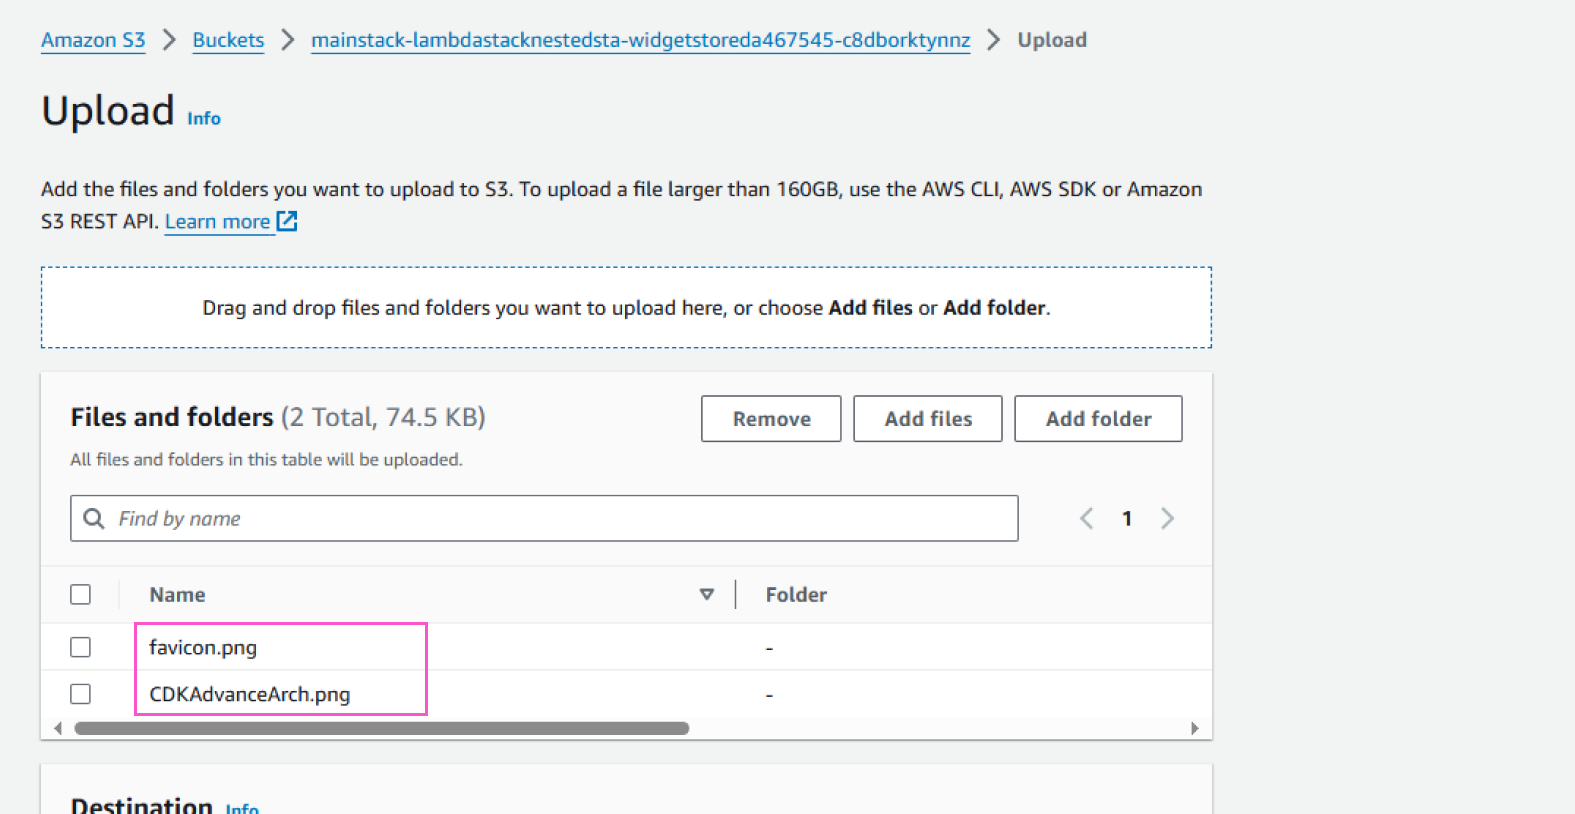 Amazon S3 > Buckets > mainstack-lambdastacknestedsta-widgetstoreda467545-c8dborktynnz > Upload
Upload Info
Add the files and folders you want to upload to S3. To upload a file larger than 160GB, use the AWS CLI, AWS SDK or Amazon
S3 REST API. Learn more
Drag and drop files and folders you want to upload here, or choose Add files or Add folder.
Files and folders (2 Total, 74.5 KB)
Remove
Add files
Add folder
All files and folders in this table will be uploaded.
Find by name
1
Name
Folder
favicon.png -
CDKAdvanceArch.png -
Destination Info